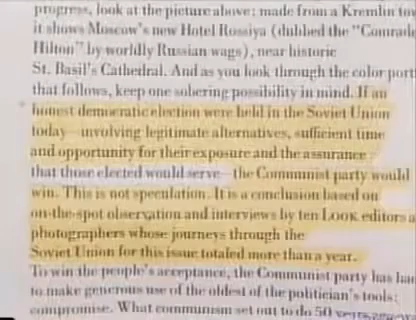 progress, look at the picture above; made from a Kremlin
it shows Moscow's new Hotel Rossiya (dubbed the "Comrade
Hilton" by worldly Russian wags), near historic
St. Basil's Cathedral. And as you look through the color
that follows, keep one sobering possibility in mind. If an
honest democratic election were held in the Soviet Union
today—involving legitimate alternatives, sufficient time
and opportunity for their exposure and the assurance
that those elected would serve—the Communist party would
win. This is not speculation. It is a conclusion based on
on-the-spot observation and interviews by ten LOOK editors a
photographers whose journeys through the
Soviet Union for this issue totaled more than a year.
To win the people's acceptance, the Communist party has
to make generous use of the oldest of the politician's tools:
compromise. What communism set out to do 50